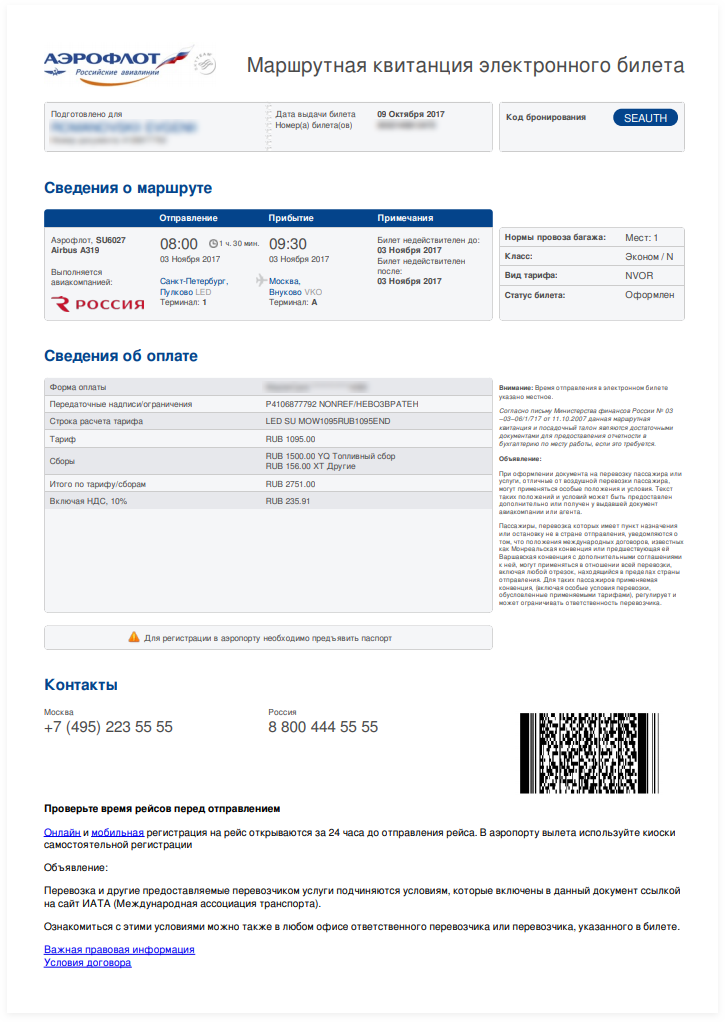 АЭРОФЛОТ
Российские авиалинии
Маршрутная квитанция электронного билета
Подготовлено для
Дата выдачи билета 09 Октября 2017
Номер(а) билета(ов)
Код бронирования SEAUTH
Сведения о маршруте
Отправление Прибытие Примечания
Аэрофлот, SU6027
Airbus A319
Выполняется
авиакомпанией:
РОССИЯ
08:00 1 ч. 30 мин. 09:30
03 Ноября 2017 03 Ноября 2017
Санкт-Петербург, Москва,
Пулково LED Внуково VKO
Терминал: 1 Терминал: A
Билет недействителен до:
03 Ноября 2017
Билет недействителен
после:
03 Ноября 2017
Нормы провоза багажа: Мест: 1
Класс: Эконом / N
Вид тарифа: NVOR
Статус билета: Оформлен
Сведения об оплате
Форма оплаты
Передаточные надписи/ограничения P4106877792 NONREF/НЕВОЗВРАТЕН
Строка расчета тарифа LED SU MOW1095RUB1095END
Тариф RUB 1095.00
Сборы RUB 1500.00 YQ Топливный сбор
RUB 156.00 XT Другие
Итого по тарифу/сборам RUB 2751.00
Включая НДС, 10% RUB 235.91
Внимание: Время отправления в электронном билете
указано местное.
Согласно письму Министерства финансов России № 03
–03–06/1/717 от 11.10.2007 данная маршрутная
квитанция и посадочный талон являются достаточными
документами для предоставления отчетности в
бухгалтерию по месту работы, если это требуется.
Объявление:
При оформлении документа на перевозку пассажира или
услуги, отличные от воздушной перевозки пассажира,
могут применяться особые положения и условия. Текст
таких положений и условий может быть предоставлен
дополнительно или получен у выдавшей документ
авиакомпании или агента.
Пассажиры, перевозка которых имеет пункт назначения
или остановку не в стране отправления, уведомляются о
том, что положения международных договоров, известных
как Монреальская конвенция или предшествующая ей
Варшавская конвенция с дополнительными соглашениями
к ней, могут применяться в отношении всей перевозки,
включая любой отрезок, находящийся в пределах страны
отправления. Для таких пассажиров применяемая
конвенция, (включая особые условия перевозки,
обусловленные применяемыми тарифами), регулирует и
может ограничивать ответственность перевозчика.
Для регистрации в аэропорту необходимо предъявить паспорт
Контакты
Москва Россия
+7 (495) 223 55 55 8 800 444 55 55
Проверьте время рейсов перед отправлением
Онлайн и мобильная регистрация на рейс открываются за 24 часа до отправления рейса. В аэропорту вылета используйте киоски
самостоятельной регистрации
Объявление:
Перевозка и другие предоставляемые перевозчиком услуги подчиняются условиям, которые включены в данный документ ссылкой
на сайт ИАТА (Международная ассоциация транспорта).
Ознакомиться с этими условиями можно также в любом офисе ответственного перевозчика или перевозчика, указанного в билете.
Важная правовая информация
Условия договора